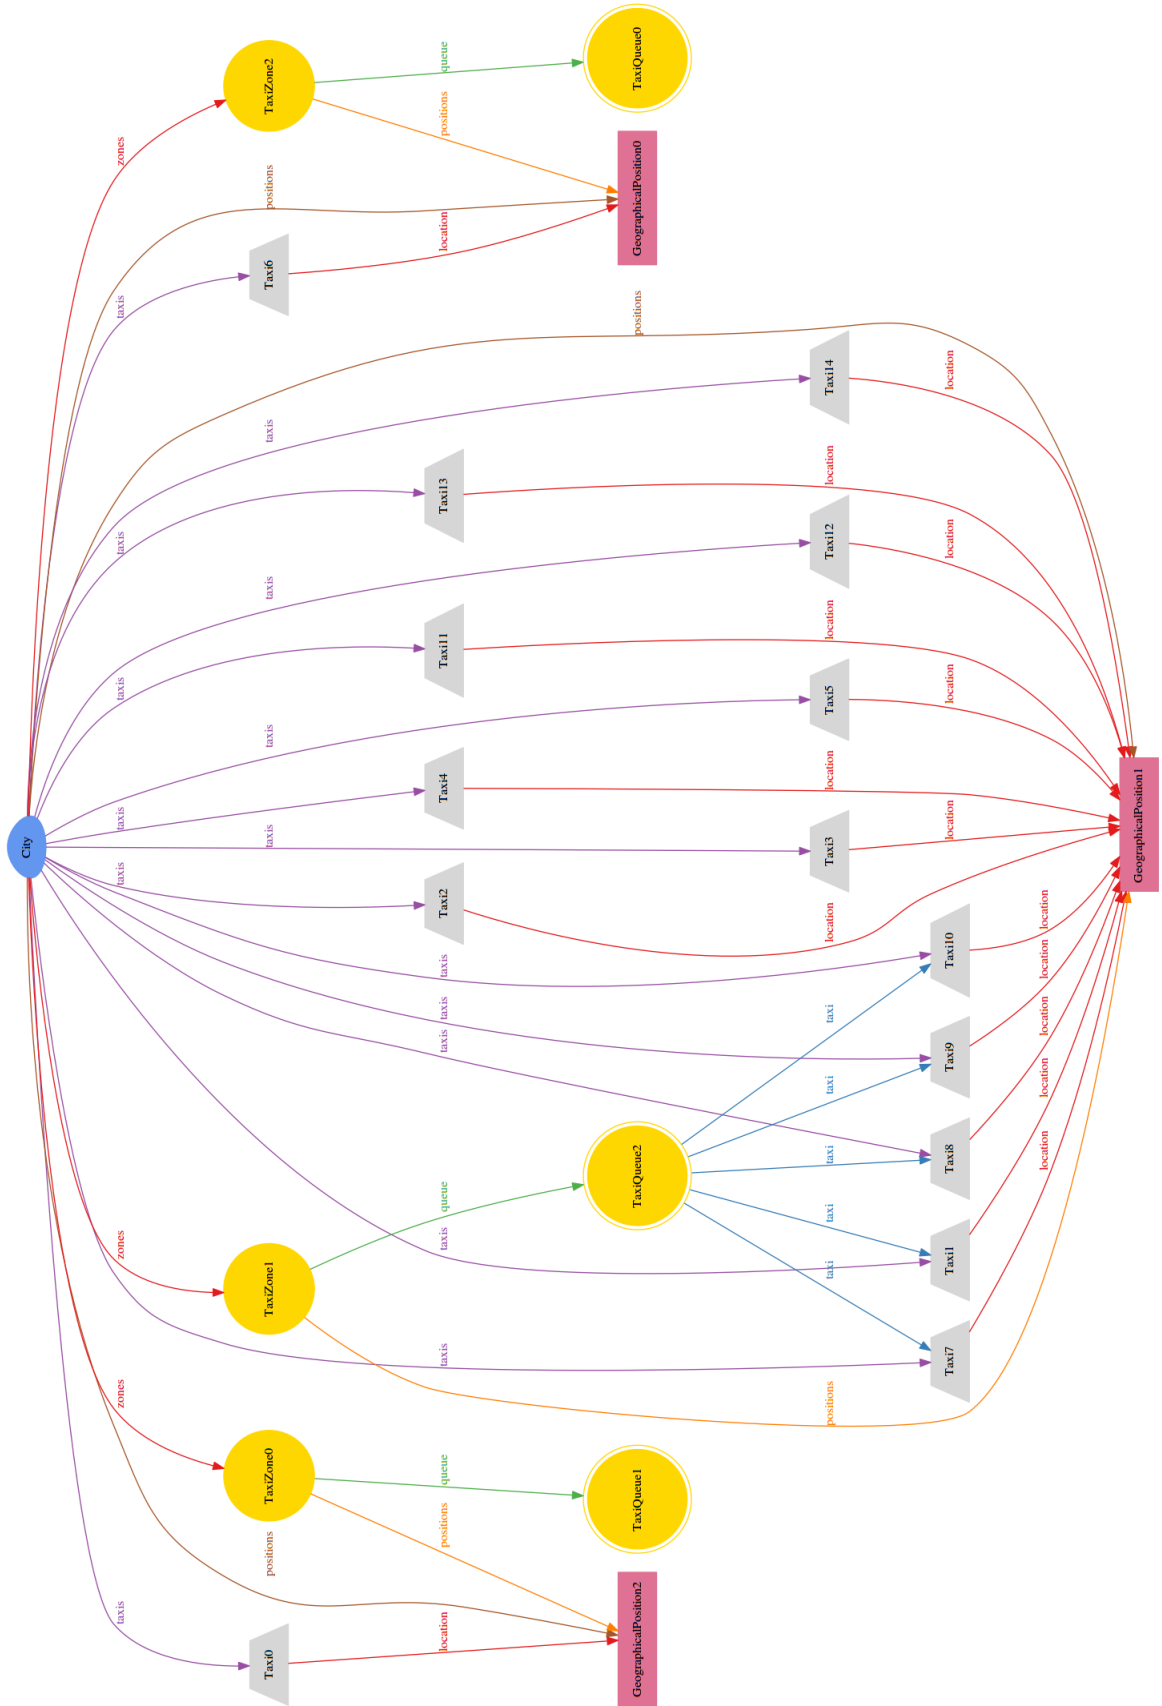 City
taxis
zones
zones
taxis
taxis
taxis
taxis
taxis
zones
Taxi0
positions
TaxiZone0
TaxiZone1
taxis
taxis
taxis
taxis
Taxi6
positions
TaxiZone2
location
positions
queue
taxis
taxis
queue
taxis
taxis
taxis
Taxi2
Taxi4
Taxi11
Taxi13
location
positions
queue
GeographicalPosition2
TaxiQueue1
TaxiQueue2
positions
GeographicalPosition0
TaxiQueue0
positions
taxi
taxi
taxi
taxi
taxi
location
Taxi3
location
Taxi5
location
Taxi12
location
Taxi14
Taxi7
Taxi1
Taxi8
Taxi9
Taxi10
location
location
location
location
location
location
location
location
location
GeographicalPosition1